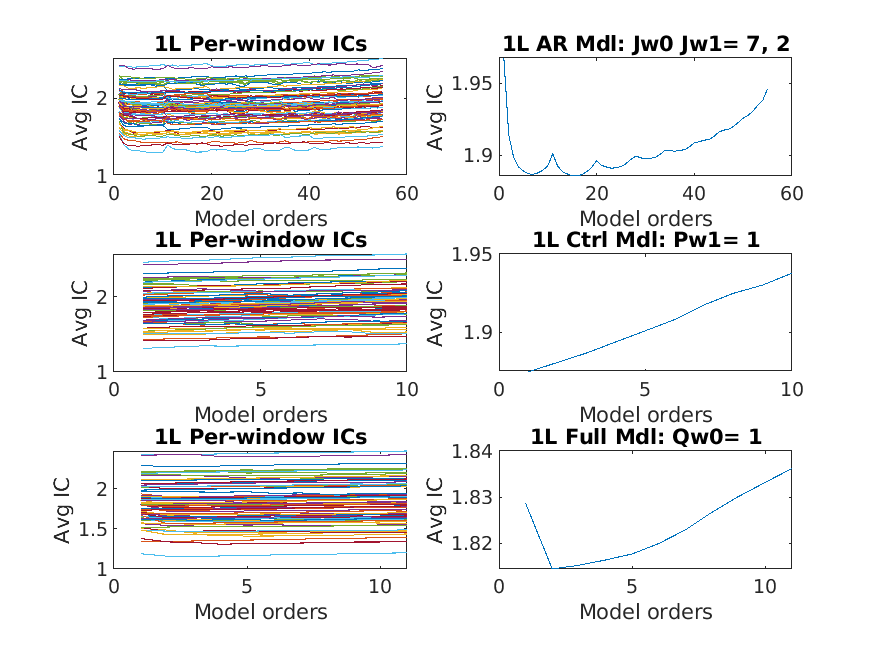 1L Per-window ICs
Avg IC
2
1
0
20
40
60
Model orders
1L AR Mdl: Jw0 Jw1= 7, 2
Avg IC
1.95
1.9
0
20
40
60
Model orders
1L Per-window ICs
Avg IC
2
1
0
5
10
Model orders
1L Ctrl Mdl: Pw1= 1
Avg IC
1.95
1.9
0
5
10
Model orders
1L Per-window ICs
Avg IC
2
1.5
1
0
5
10
Model orders
1L Full Mdl: Qw0= 1
Avg IC
1.84
1.83
1.82
0
5
10
Model orders